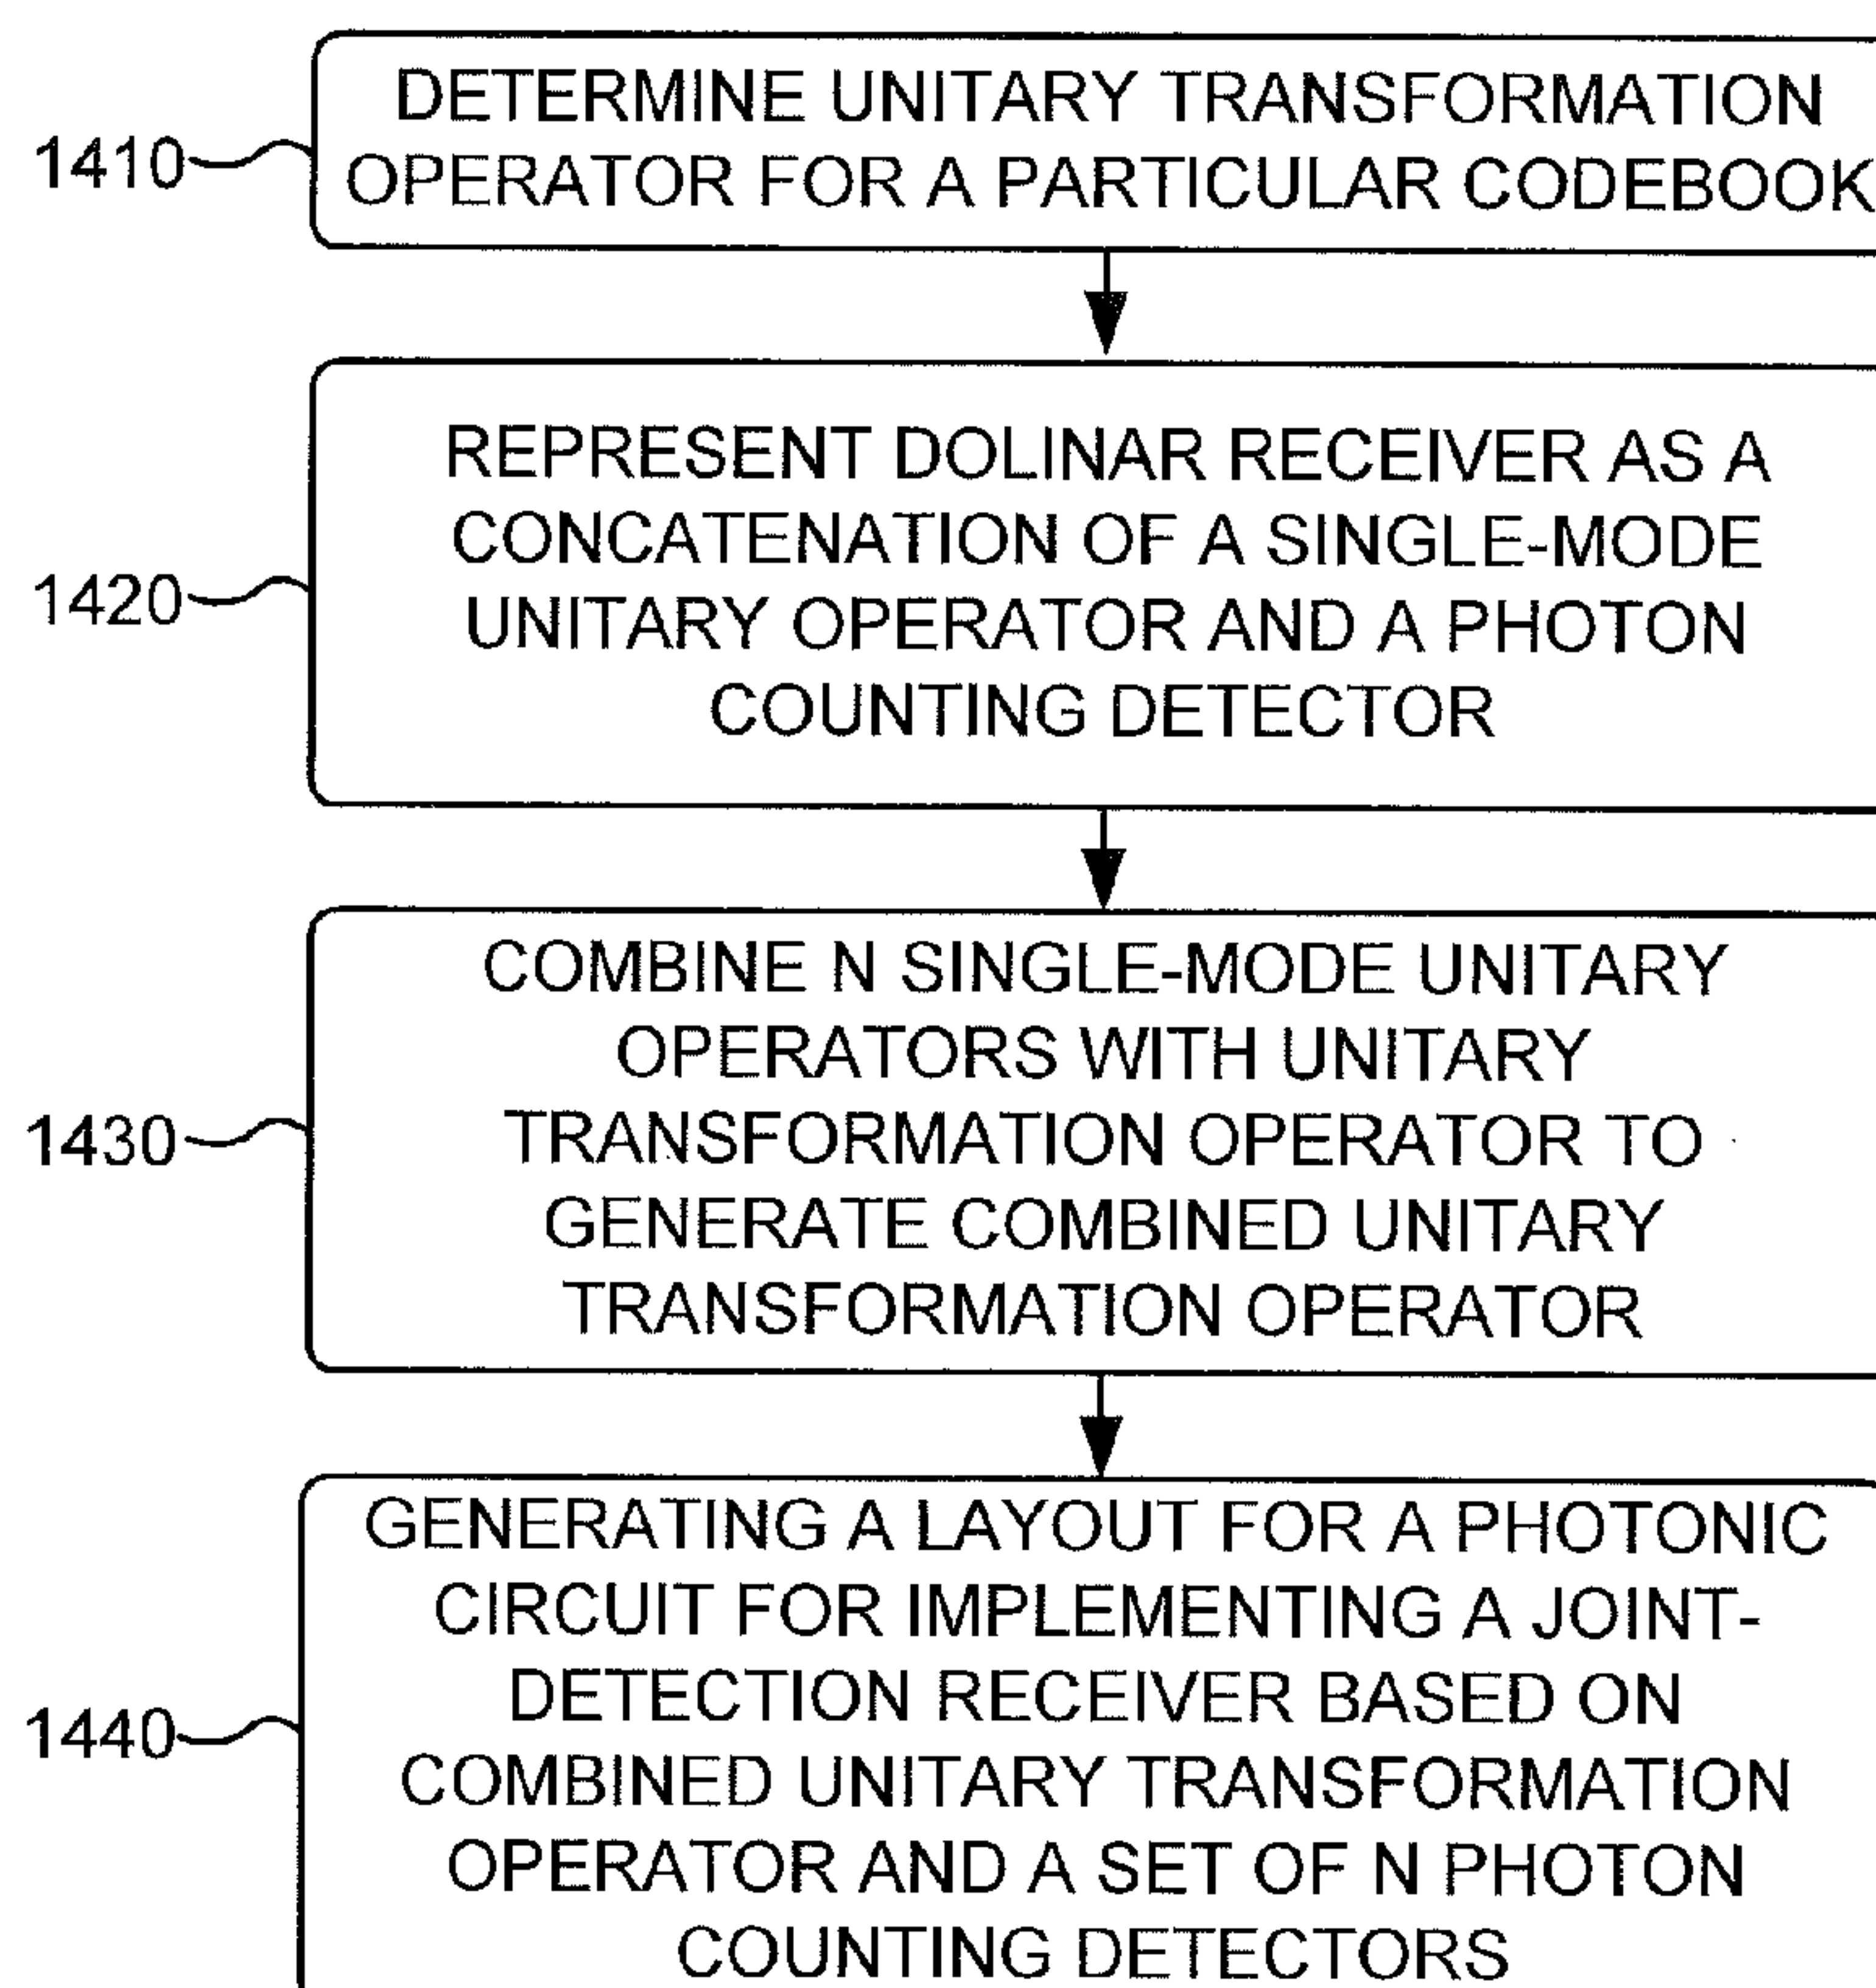 DETERMINE UNITARY TRANSFORMATION
OPERATOR FOR A PARTICULAR CODEBOOK
1410
REPRESENT DOLINAR RECEIVER AS A
CONCATENATION OF A SINGLE-MODE
UNITARY OPERATOR AND A PHOTON
COUNTING DETECTOR
1420
COMBINE N SINGLE-MODE UNITARY
OPERATORS WITH UNITARY
TRANSFORMATION OPERATOR TO
GENERATE COMBINED UNITARY
TRANSFORMATION OPERATOR
1430
GENERATING A LAYOUT FOR A PHOTONIC
CIRCUIT FOR IMPLEMENTING A JOINT-
DETECTION RECEIVER BASED ON
COMBINED UNITARY TRANSFORMATION
OPERATOR AND A SET OF N PHOTON
COUNTING DETECTORS
1440